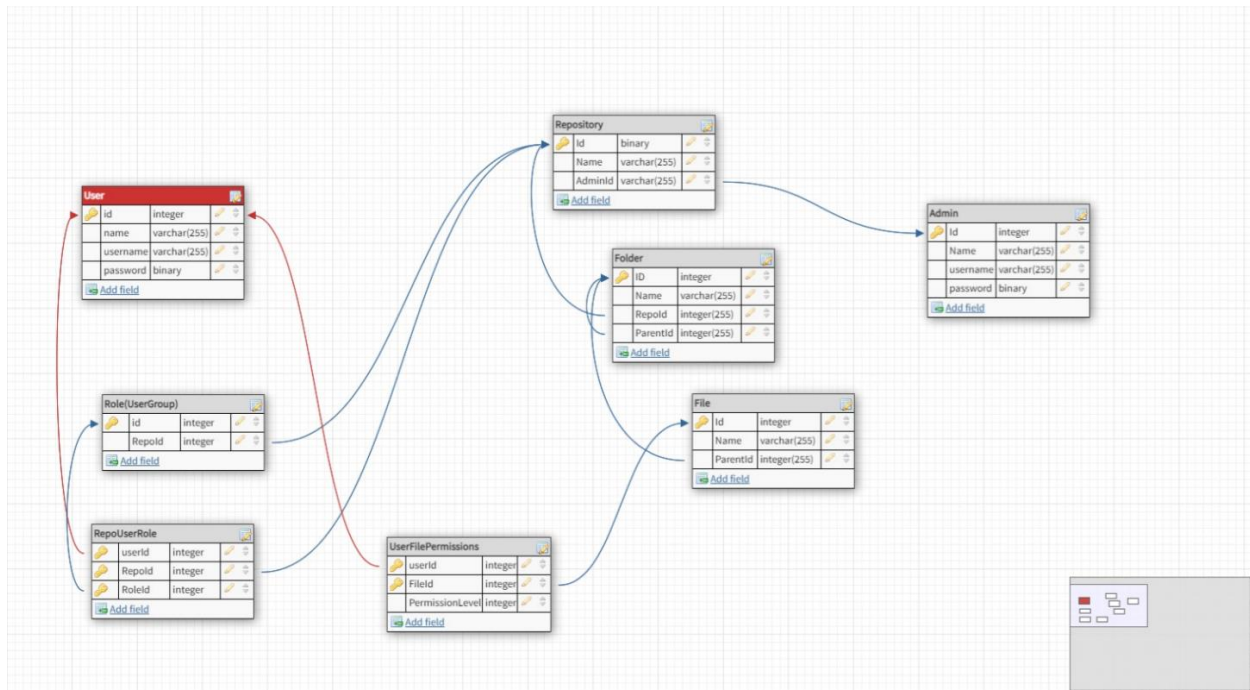 Repository
Id binary
Name varchar(255)
AdminId varchar(255)
Add field
User
id integer
name varchar(255)
username varchar(255)
password binary
Add field
Admin
Id integer
Name varchar(255)
username varchar(255)
password binary
Add field
Folder
ID integer
Name varchar(255)
RepoId integer(255)
ParentId integer(255)
Add field
Role(UserGroup)
id integer
RepoId integer
Add field
File
Id integer
Name varchar(255)
ParentId integer(255)
Add field
RepoUserRole
userId integer
RepoId integer
RoleId integer
Add field
UserFilePermissions
userId integer
FileId integer
PermissionLevel integer
Add field